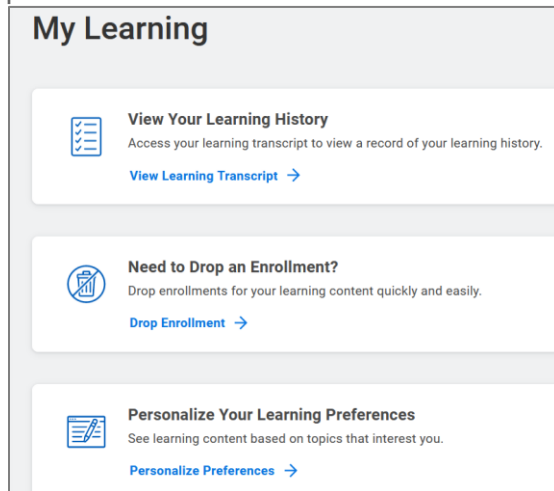 My Learning
View Your Learning History
Access your learning transcript to view a record of your learning history.
View Learning Transcript
Need to Drop an Enrollment?
Drop enrollments for your learning content quickly and easily.
Drop Enrollment
Personalize Your Learning Preferences
See learning content based on topics that interest you.
Personalize Preferences